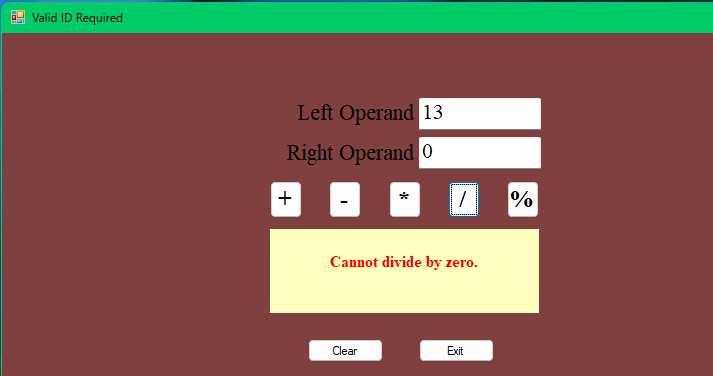 Valid ID Required
Left Operand 13
Right Operand 0
+ - * / %
Cannot divide by zero.
Clear Exit